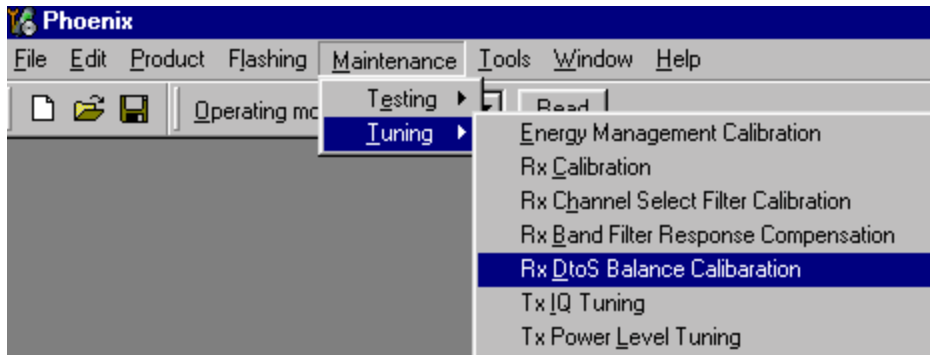 Phoenix
File Edit Product Flashing Maintenance Tools Window Help
Operating mo Testing Read
Tuning
Energy Management Calibration
Rx Calibration
Rx Channel Select Filter Calibration
Rx Band Filter Response Compensation
Rx DtoS Balance Calibaration
Tx IQ Tuning
Tx Power Level Tuning